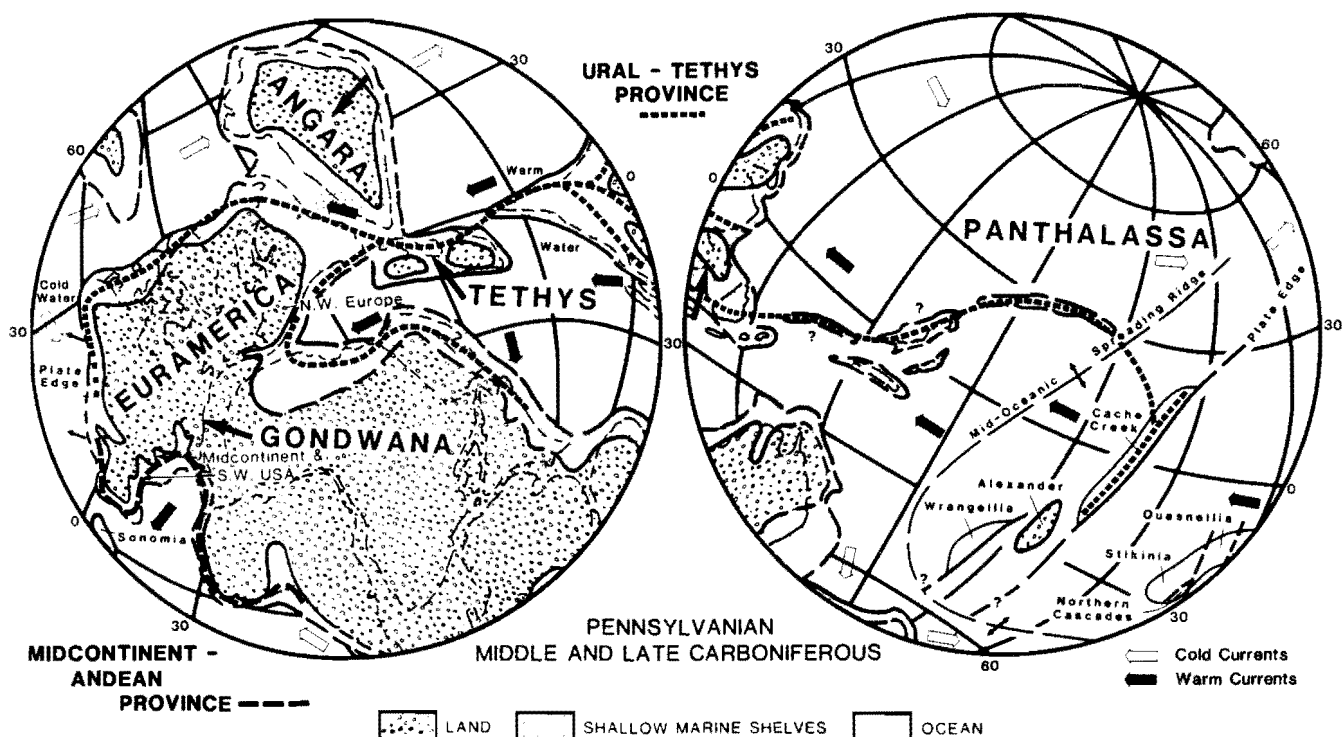 30
URAL - TETHYS
PROVINCE
30
ANGARA
60
60
0
Warm
0
PANTHALASSA
Water
TETHYS
Cold
Water
N.W. Europe
EURAMERICA
?
?
Spreading Ridge
Plate Edge
30
30
30
30
Plate
Edge
Mid-Oceanic
Cache
Creek
GONDWANA
Midcontinent &
S.W. USA
Alexander
Wrangellia
0
Quesnellia
0
Sonomia
Stikinia
?
?
Northern
Cascades
30
30
PENNSYLVANIAN
MIDDLE AND LATE CARBONIFEROUS
60
MIDCONTINENT -
ANDEAN
PROVINCE
Cold Currents
Warm Currents
LAND
SHALLOW MARINE SHELVES
OCEAN